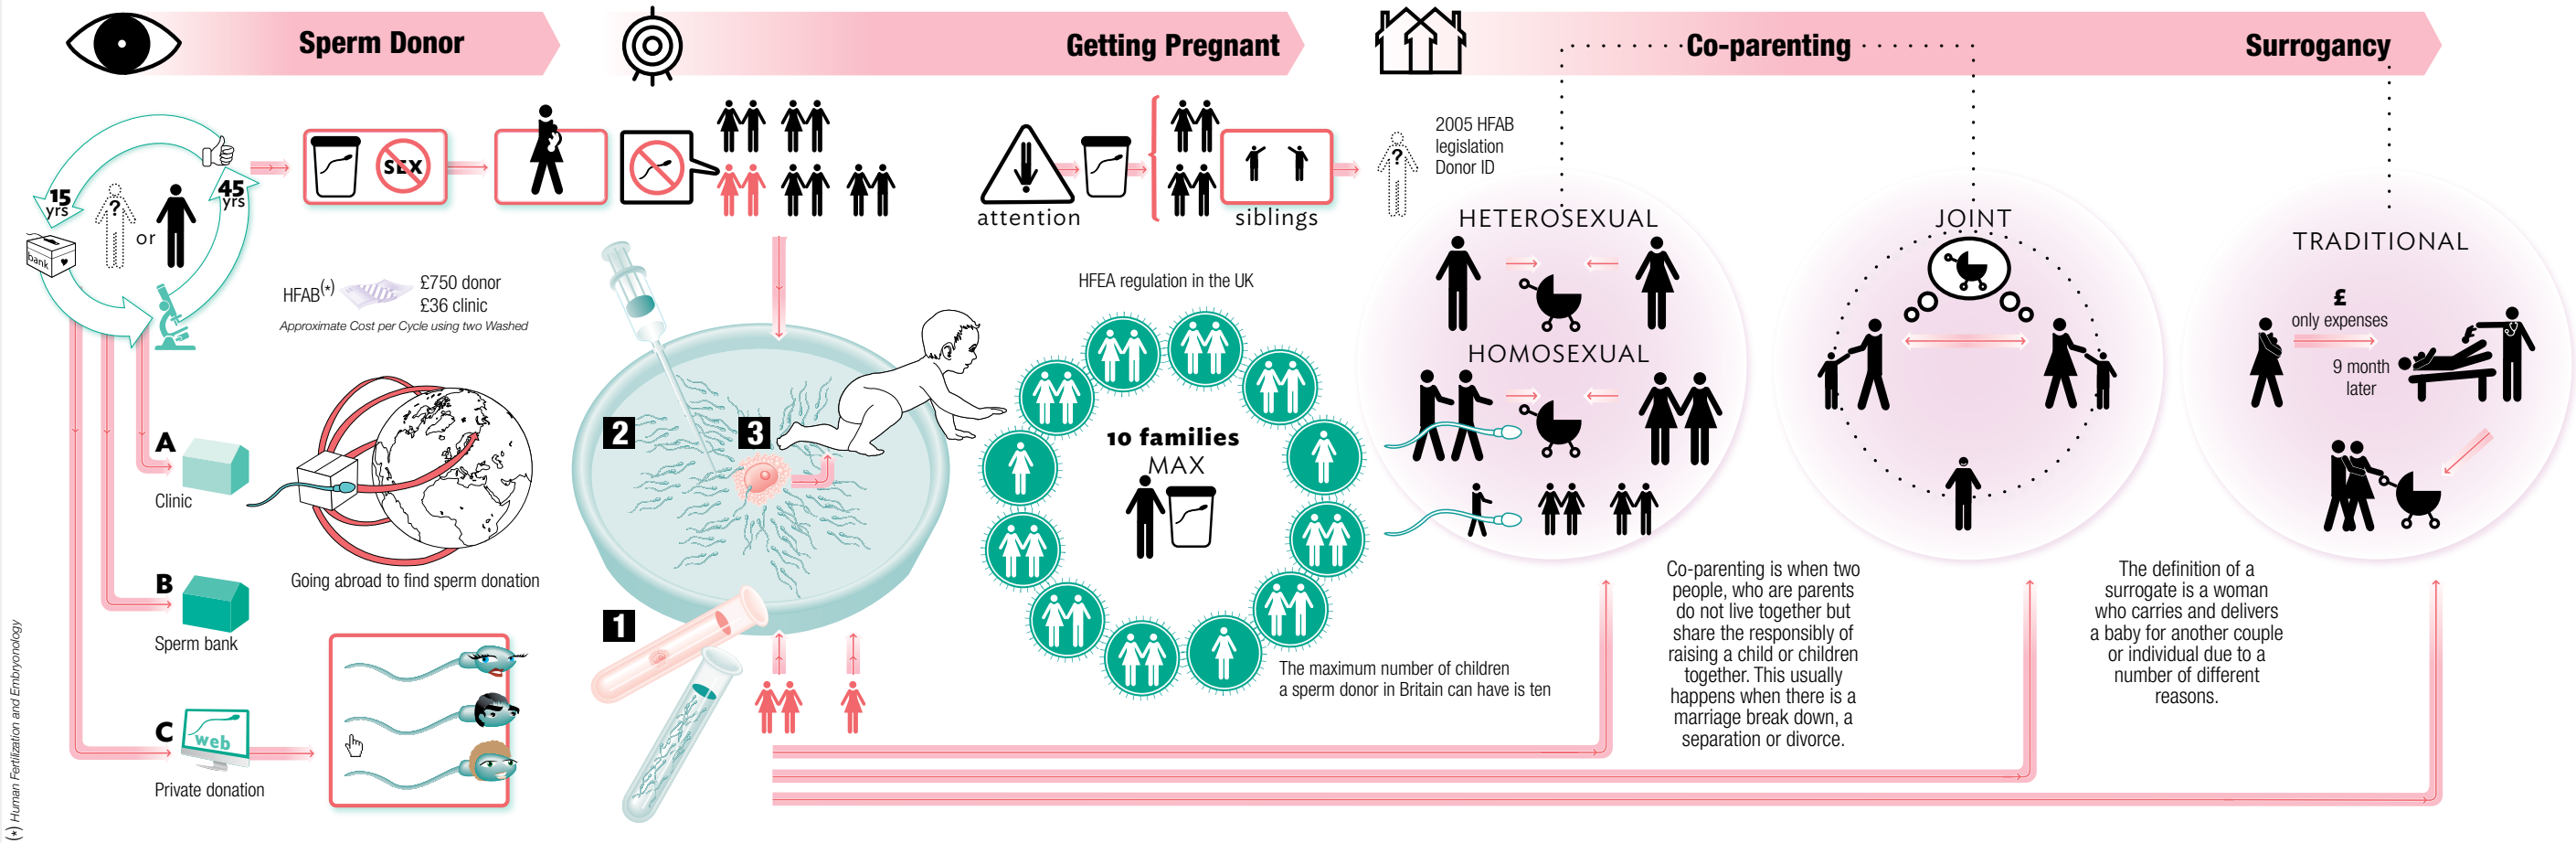 Sperm Donor
Getting Pregnant
Co-parenting
Surrogancy
15
yrs
45
yrs
?
or
bank
SEX
HFAB(*)
£750 donor
£36 clinic
Approximate Cost per Cycle using two Washed
A
Clinic
B
Sperm bank
C
web
Private donation
Going abroad to find sperm donation
(*) Human Fertilization and Embryonology
1
2
3
attention
siblings
?
2005 HFAB
legislation
Donor ID
HFEA regulation in the UK
10 families
MAX
The maximum number of children
a sperm donor in Britain can have is ten
HETEROSEXUAL
HOMOSEXUAL
JOINT
Co-parenting is when two
people, who are parents
do not live together but
share the responsibly of
raising a child or children
together. This usually
happens when there is a
marriage break down, a
separation or divorce.
TRADITIONAL
£
only expenses
9 month
later
The definition of a
surrogate is a woman
who carries and delivers
a baby for another couple
or individual due to a
number of different
reasons.